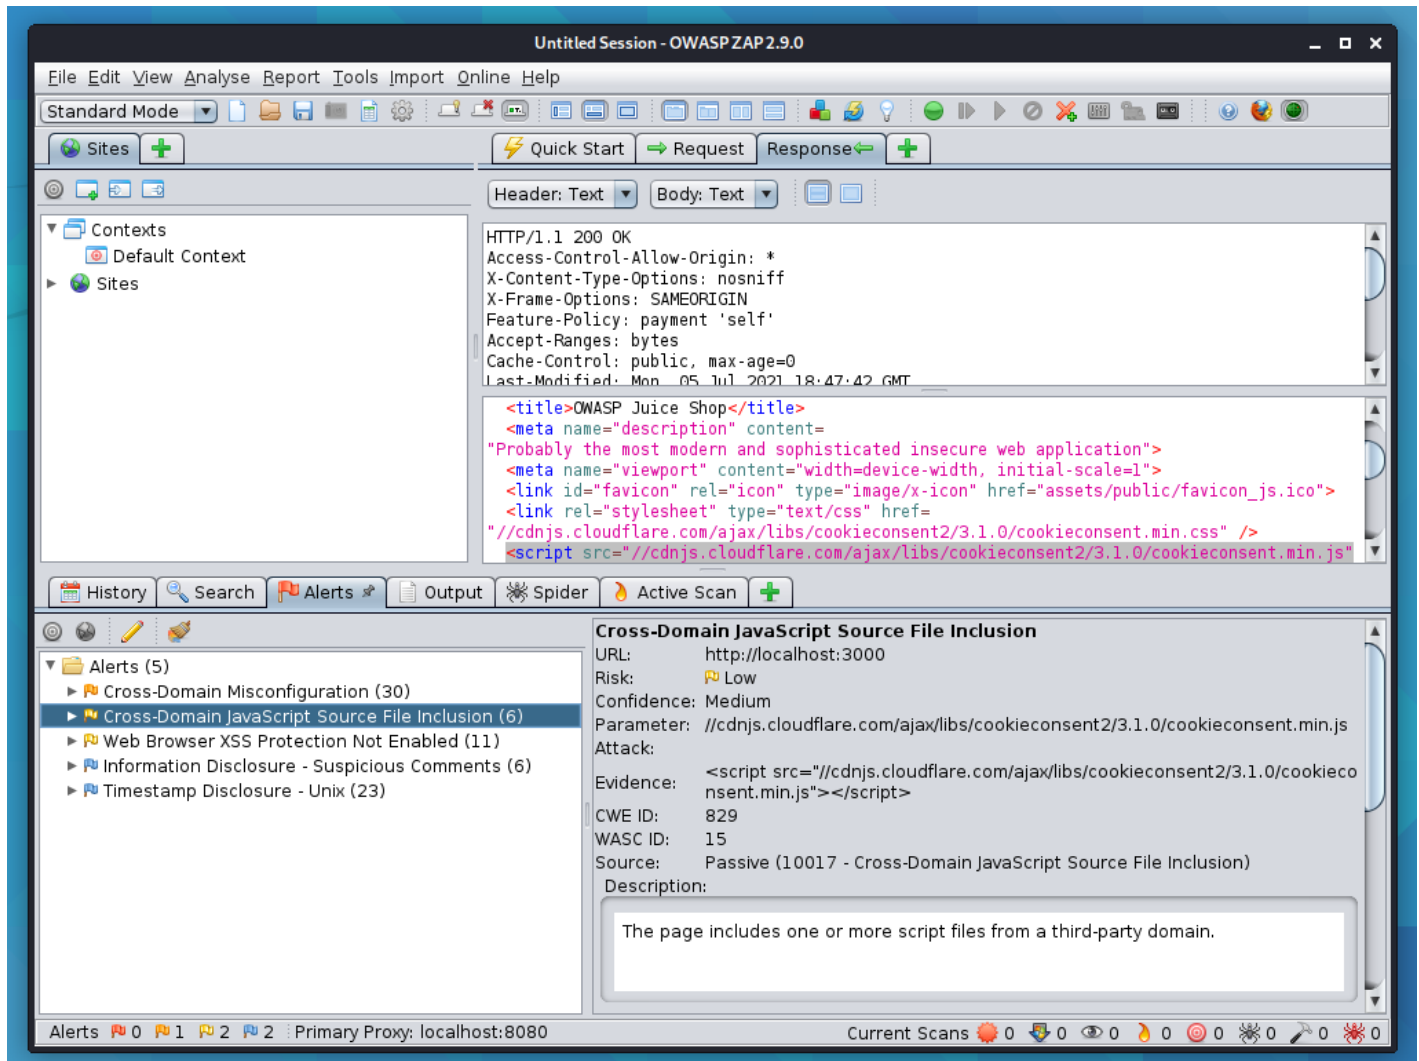 Untitled Session - OWASP ZAP 2.9.0
File Edit View Analyse Report Tools Import Online Help
Standard Mode
Sites
Quick Start
Request
Response
Header: Text
Body: Text
Contexts
Default Context
Sites
HTTP/1.1 200 OK
Access-Control-Allow-Origin: *
X-Content-Type-Options: nosniff
X-Frame-Options: SAMEORIGIN
Feature-Policy: payment 'self'
Accept-Ranges: bytes
Cache-Control: public, max-age=0
Last-Modified: Mon, 05 Jul 2021 18:47:42 GMT
<title>OWASP Juice Shop</title>
<meta name="description" content=
"Probably the most modern and sophisticated insecure web application">
<meta name="viewport" content="width=device-width, initial-scale=1">
<link id="favicon" rel="icon" type="image/x-icon" href="assets/public/favicon_js.ico">
<link rel="stylesheet" type="text/css" href=
"//cdnjs.cloudflare.com/ajax/libs/cookieconsent2/3.1.0/cookieconsent.min.css" />
<script src="//cdnjs.cloudflare.com/ajax/libs/cookieconsent2/3.1.0/cookieconsent.min.js"
History
Search
Alerts
Output
Spider
Active Scan
Alerts (5)
Cross-Domain Misconfiguration (30)
Cross-Domain JavaScript Source File Inclusion (6)
Web Browser XSS Protection Not Enabled (11)
Information Disclosure - Suspicious Comments (6)
Timestamp Disclosure - Unix (23)
Cross-Domain JavaScript Source File Inclusion
URL: http://localhost:3000
Risk: Low
Confidence: Medium
Parameter: //cdnjs.cloudflare.com/ajax/libs/cookieconsent2/3.1.0/cookieconsent.min.js
Attack:
Evidence: <script src="//cdnjs.cloudflare.com/ajax/libs/cookieconsent2/3.1.0/cookieco
nsent.min.js"></script>
CWE ID: 829
WASC ID: 15
Source: Passive (10017 - Cross-Domain JavaScript Source File Inclusion)
Description:
The page includes one or more script files from a third-party domain.
Alerts 0 1 2 2 Primary Proxy: localhost:8080
Current Scans 0 0 0 0 0 0 0 0